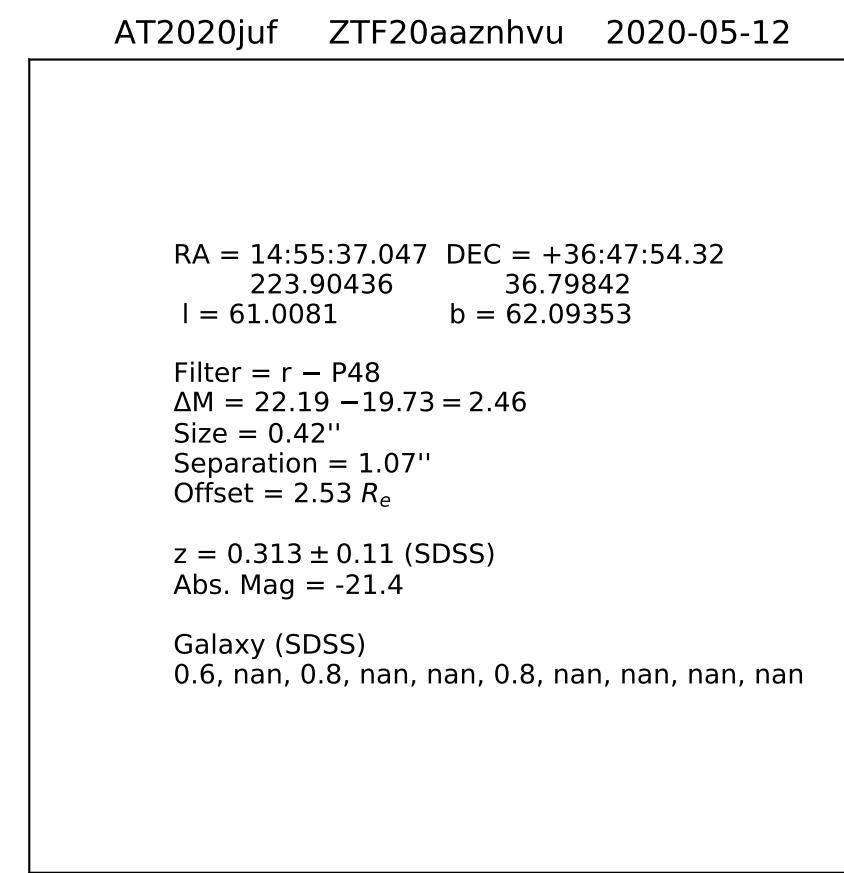 AT2020juf ZTF20aaznhvu 2020-05-12
RA = 14:55:37.047 DEC = +36:47:54.32
223.90436 36.79842
l = 61.0081 b = 62.09353
Filter = r − P48
ΔM = 22.19 −19.73 = 2.46
Size = 0.42''
Separation = 1.07''
Offset = 2.53 Rₑ
z = 0.313 ± 0.11 (SDSS)
Abs. Mag = -21.4
Galaxy (SDSS)
0.6, nan, 0.8, nan, nan, 0.8, nan, nan, nan, nan